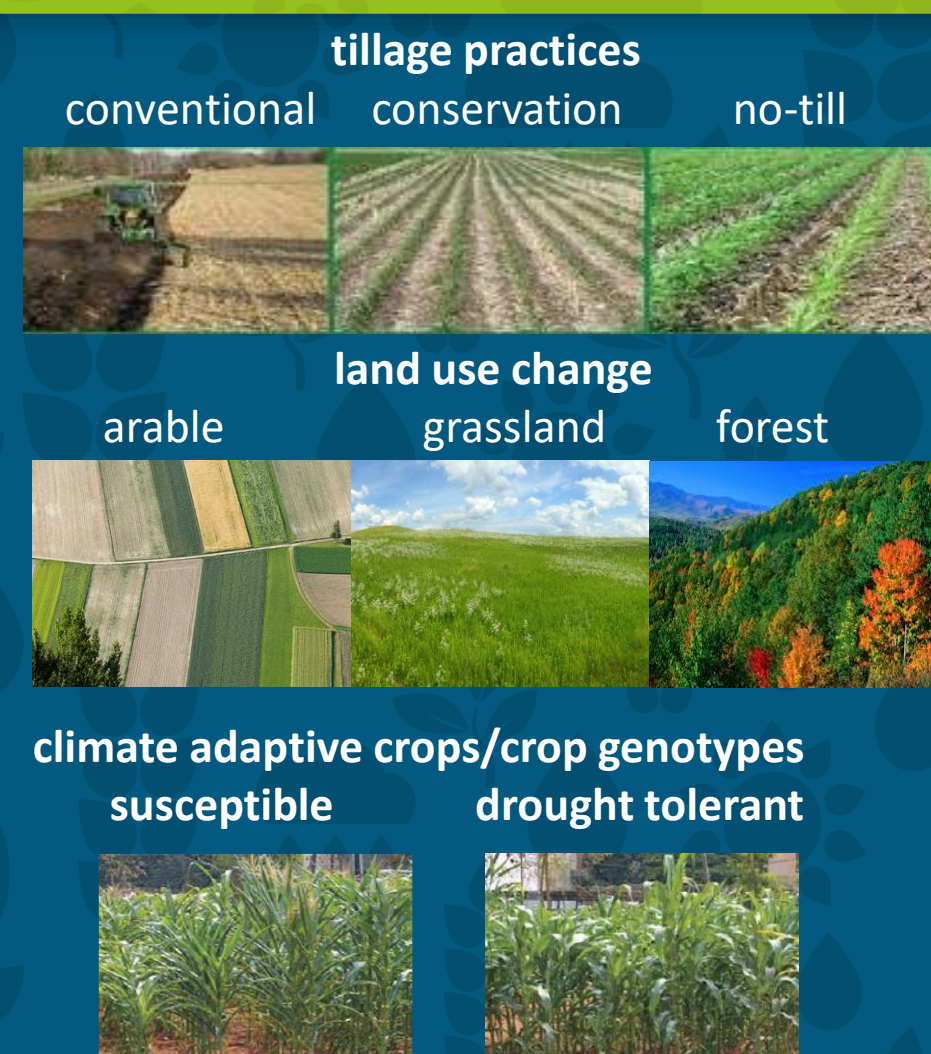 tillage practices
conventional conservation no-till
land use change
arable grassland forest
climate adaptive crops/crop genotypes
susceptible drought tolerant